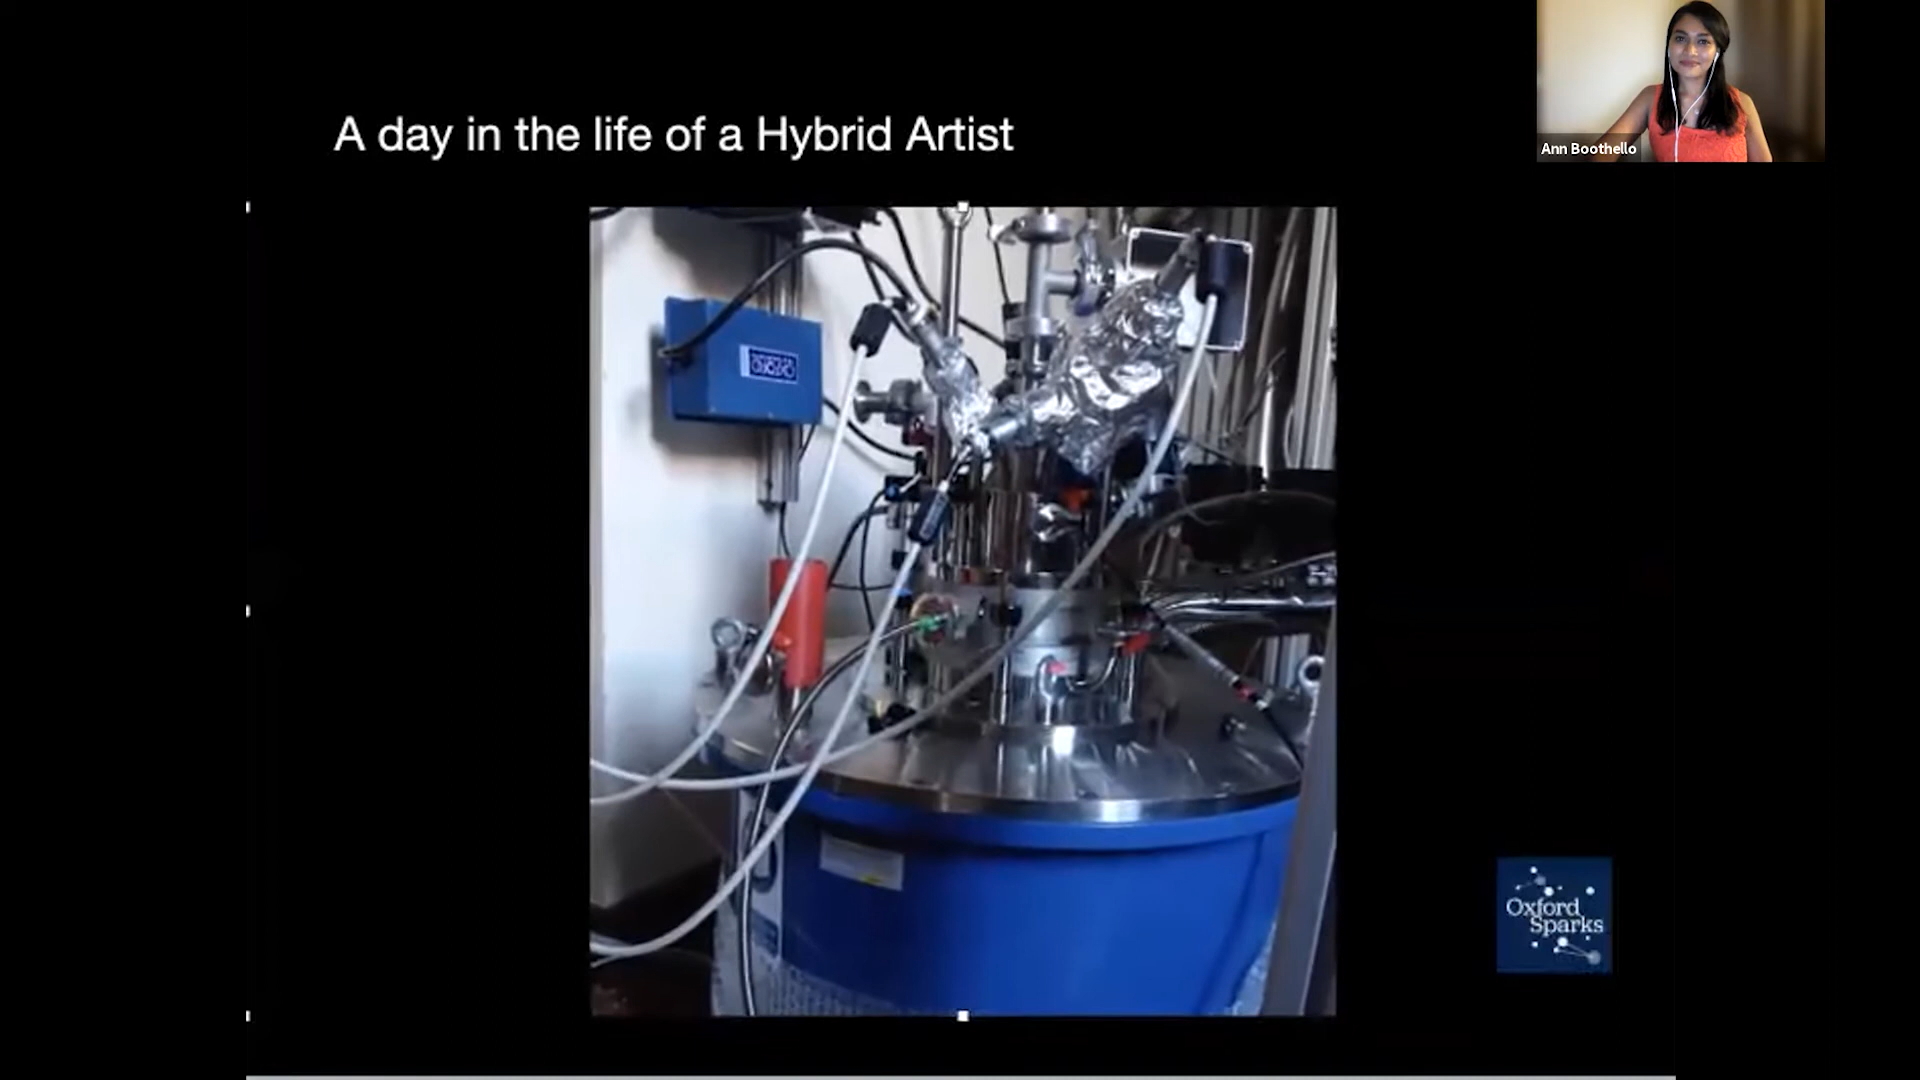 A day in the life of a Hybrid Artist
Ann Boothello
Oxford
Sparks